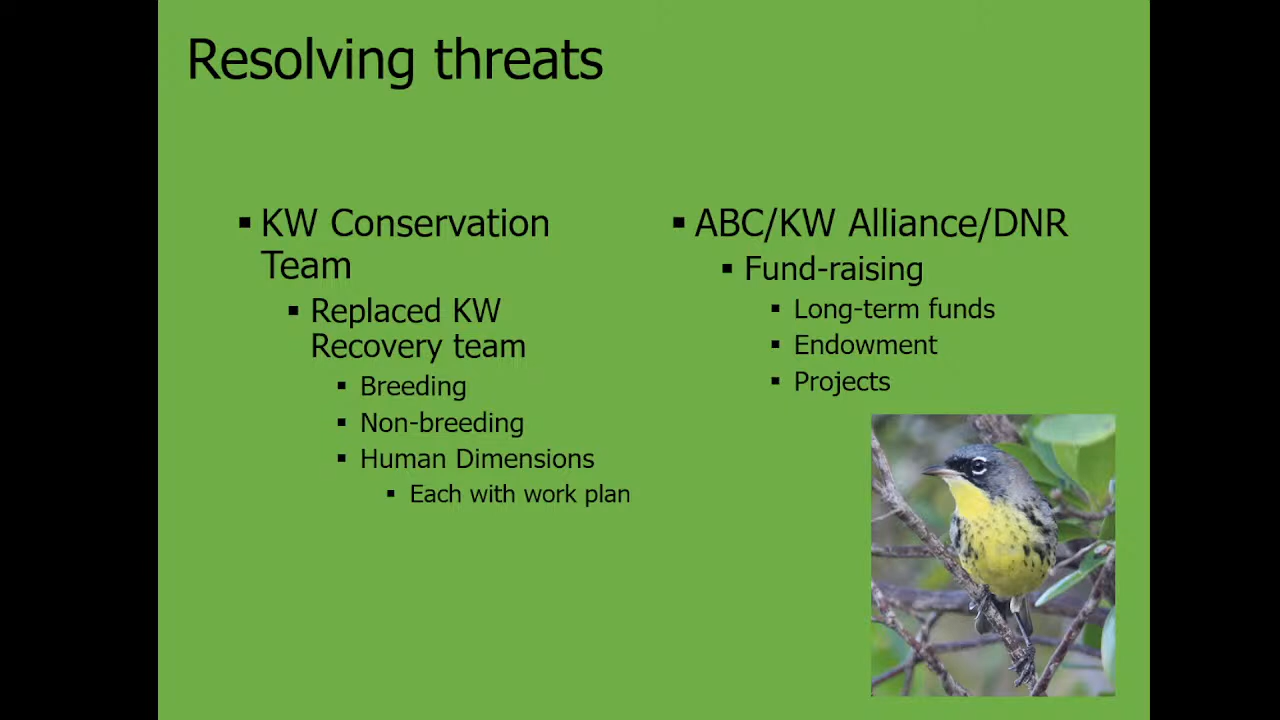 Resolving threats
▪ KW Conservation
Team
▪ Replaced KW
Recovery team
▪ Breeding
▪ Non-breeding
▪ Human Dimensions
▪ Each with work plan
▪ ABC/KW Alliance/DNR
▪ Fund-raising
▪ Long-term funds
▪ Endowment
▪ Projects